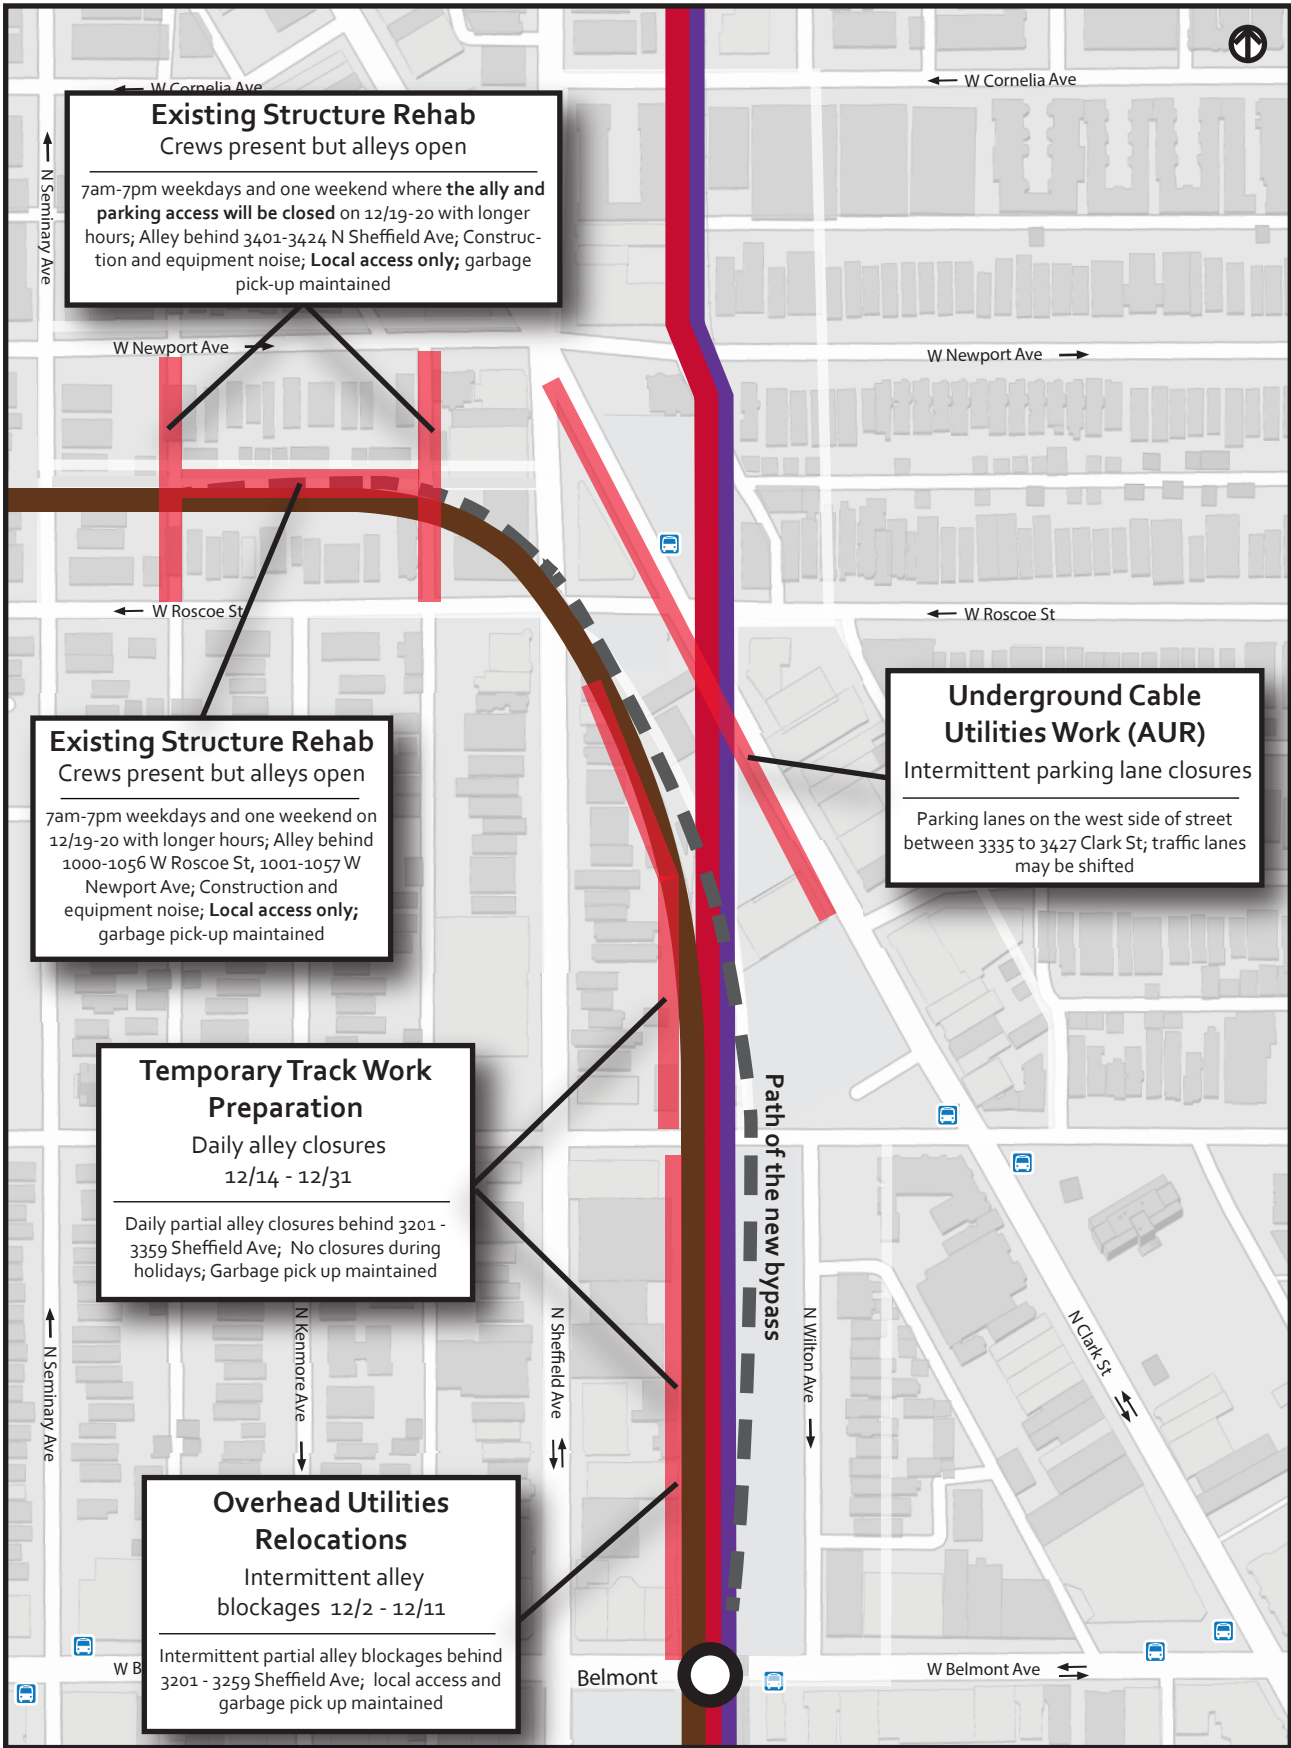 W Cornelia Ave
W Cornelia Ave
Existing Structure Rehab
Crews present but alleys open
7am-7pm weekdays and one weekend where the ally and
parking access will be closed on 12/19-20 with longer
hours; Alley behind 3401-3424 N Sheffield Ave; Construc-
tion and equipment noise; Local access only; garbage
pick-up maintained
N Seminary Ave
W Newport Ave
W Newport Ave
W Roscoe St
W Roscoe St
Underground Cable
Utilities Work (AUR)
Intermittent parking lane closures
Parking lanes on the west side of street
between 3335 to 3427 Clark St; traffic lanes
may be shifted
Existing Structure Rehab
Crews present but alleys open
7am-7pm weekdays and one weekend on
12/19-20 with longer hours; Alley behind
1000-1056 W Roscoe St, 1001-1057 W
Newport Ave; Construction and
equipment noise; Local access only;
garbage pick-up maintained
Temporary Track Work
Preparation
Daily alley closures
12/14 - 12/31
Daily partial alley closures behind 3201 -
3359 Sheffield Ave; No closures during
holidays; Garbage pick up maintained
Path of the new bypass
N Seminary Ave
N Kenmore Ave
N Sheffield Ave
N Wilton Ave
N Clark St
Overhead Utilities
Relocations
Intermittent alley
blockages 12/2 - 12/11
Intermittent partial alley blockages behind
3201 - 3259 Sheffield Ave; local access and
garbage pick up maintained
W B
Belmont
W Belmont Ave